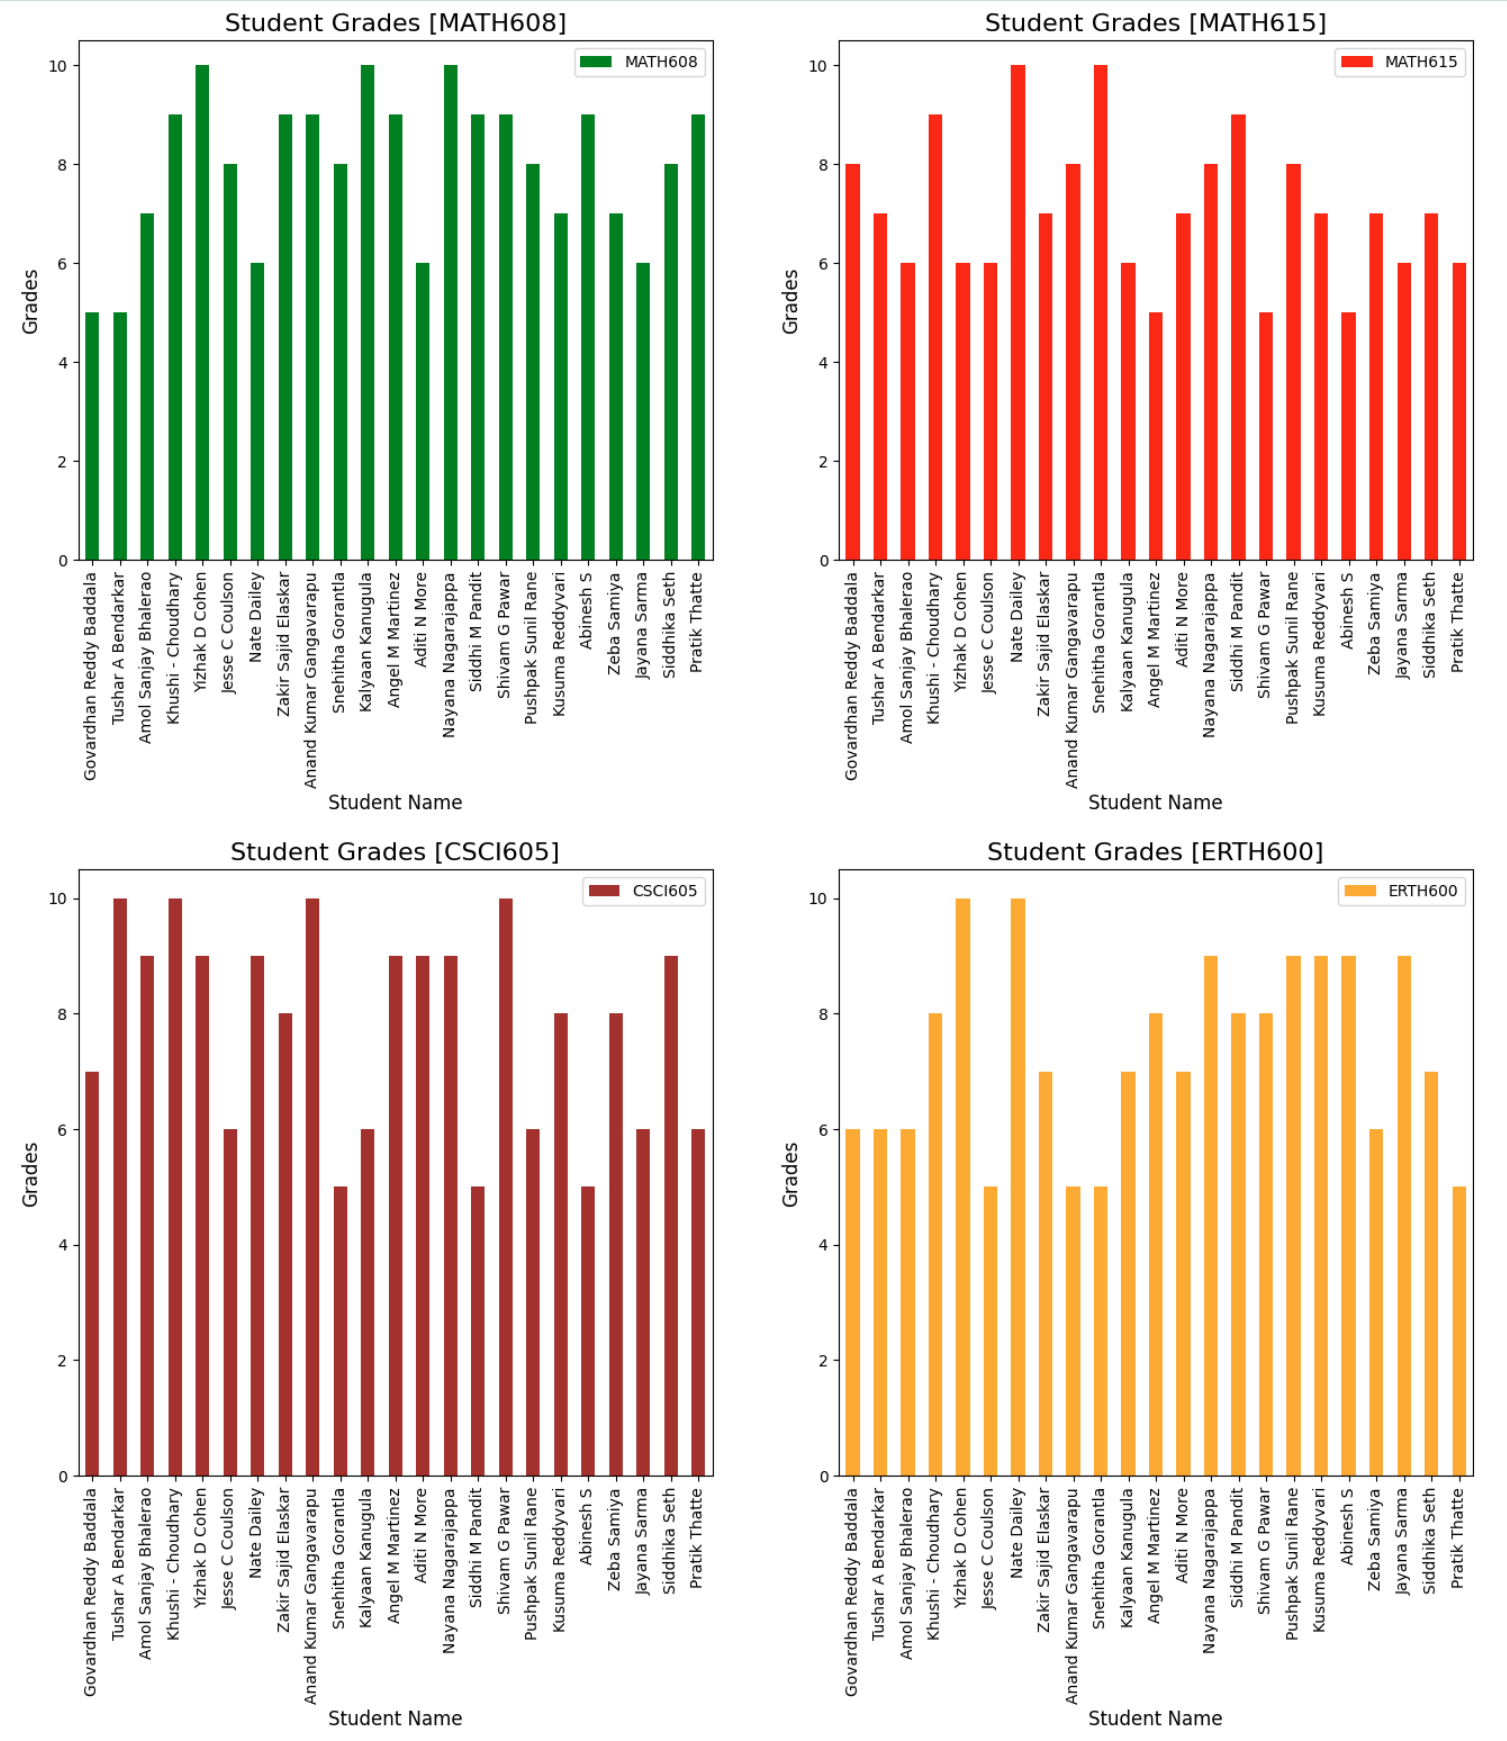 Student Grades [MATH608]
MATH608
10
8
6
4
2
0
Grades
Govardhan Reddy Baddala
Tushar A Bendarkar
Amol Sanjay Bhalerao
Khushi - Choudhary
Yizhak D Cohen
Jesse C Coulson
Nate Dailey
Zakir Sajid Elaskar
Anand Kumar Gangavarapu
Snehitha Gorantla
Kalyaan Kanugula
Angel M Martinez
Aditi N More
Nayana Nagarajappa
Siddhi M Pandit
Shivam G Pawar
Pushpak Sunil Rane
Kusuma Reddyvari
Abinesh S
Zeba Samiya
Jayana Sarma
Siddhika Seth
Pratik Thatte
Student Name
Student Grades [MATH615]
MATH615
10
8
6
4
2
0
Grades
Govardhan Reddy Baddala
Tushar A Bendarkar
Amol Sanjay Bhalerao
Khushi - Choudhary
Yizhak D Cohen
Jesse C Coulson
Nate Dailey
Zakir Sajid Elaskar
Anand Kumar Gangavarapu
Snehitha Gorantla
Kalyaan Kanugula
Angel M Martinez
Aditi N More
Nayana Nagarajappa
Siddhi M Pandit
Shivam G Pawar
Pushpak Sunil Rane
Kusuma Reddyvari
Abinesh S
Zeba Samiya
Jayana Sarma
Siddhika Seth
Pratik Thatte
Student Name
Student Grades [CSCI605]
CSCI605
10
8
6
4
2
0
Grades
Govardhan Reddy Baddala
Tushar A Bendarkar
Amol Sanjay Bhalerao
Khushi - Choudhary
Yizhak D Cohen
Jesse C Coulson
Nate Dailey
Zakir Sajid Elaskar
Anand Kumar Gangavarapu
Snehitha Gorantla
Kalyaan Kanugula
Angel M Martinez
Aditi N More
Nayana Nagarajappa
Siddhi M Pandit
Shivam G Pawar
Pushpak Sunil Rane
Kusuma Reddyvari
Abinesh S
Zeba Samiya
Jayana Sarma
Siddhika Seth
Pratik Thatte
Student Name
Student Grades [ERTH600]
ERTH600
10
8
6
4
2
0
Grades
Govardhan Reddy Baddala
Tushar A Bendarkar
Amol Sanjay Bhalerao
Khushi - Choudhary
Yizhak D Cohen
Jesse C Coulson
Nate Dailey
Zakir Sajid Elaskar
Anand Kumar Gangavarapu
Snehitha Gorantla
Kalyaan Kanugula
Angel M Martinez
Aditi N More
Nayana Nagarajappa
Siddhi M Pandit
Shivam G Pawar
Pushpak Sunil Rane
Kusuma Reddyvari
Abinesh S
Zeba Samiya
Jayana Sarma
Siddhika Seth
Pratik Thatte
Student Name